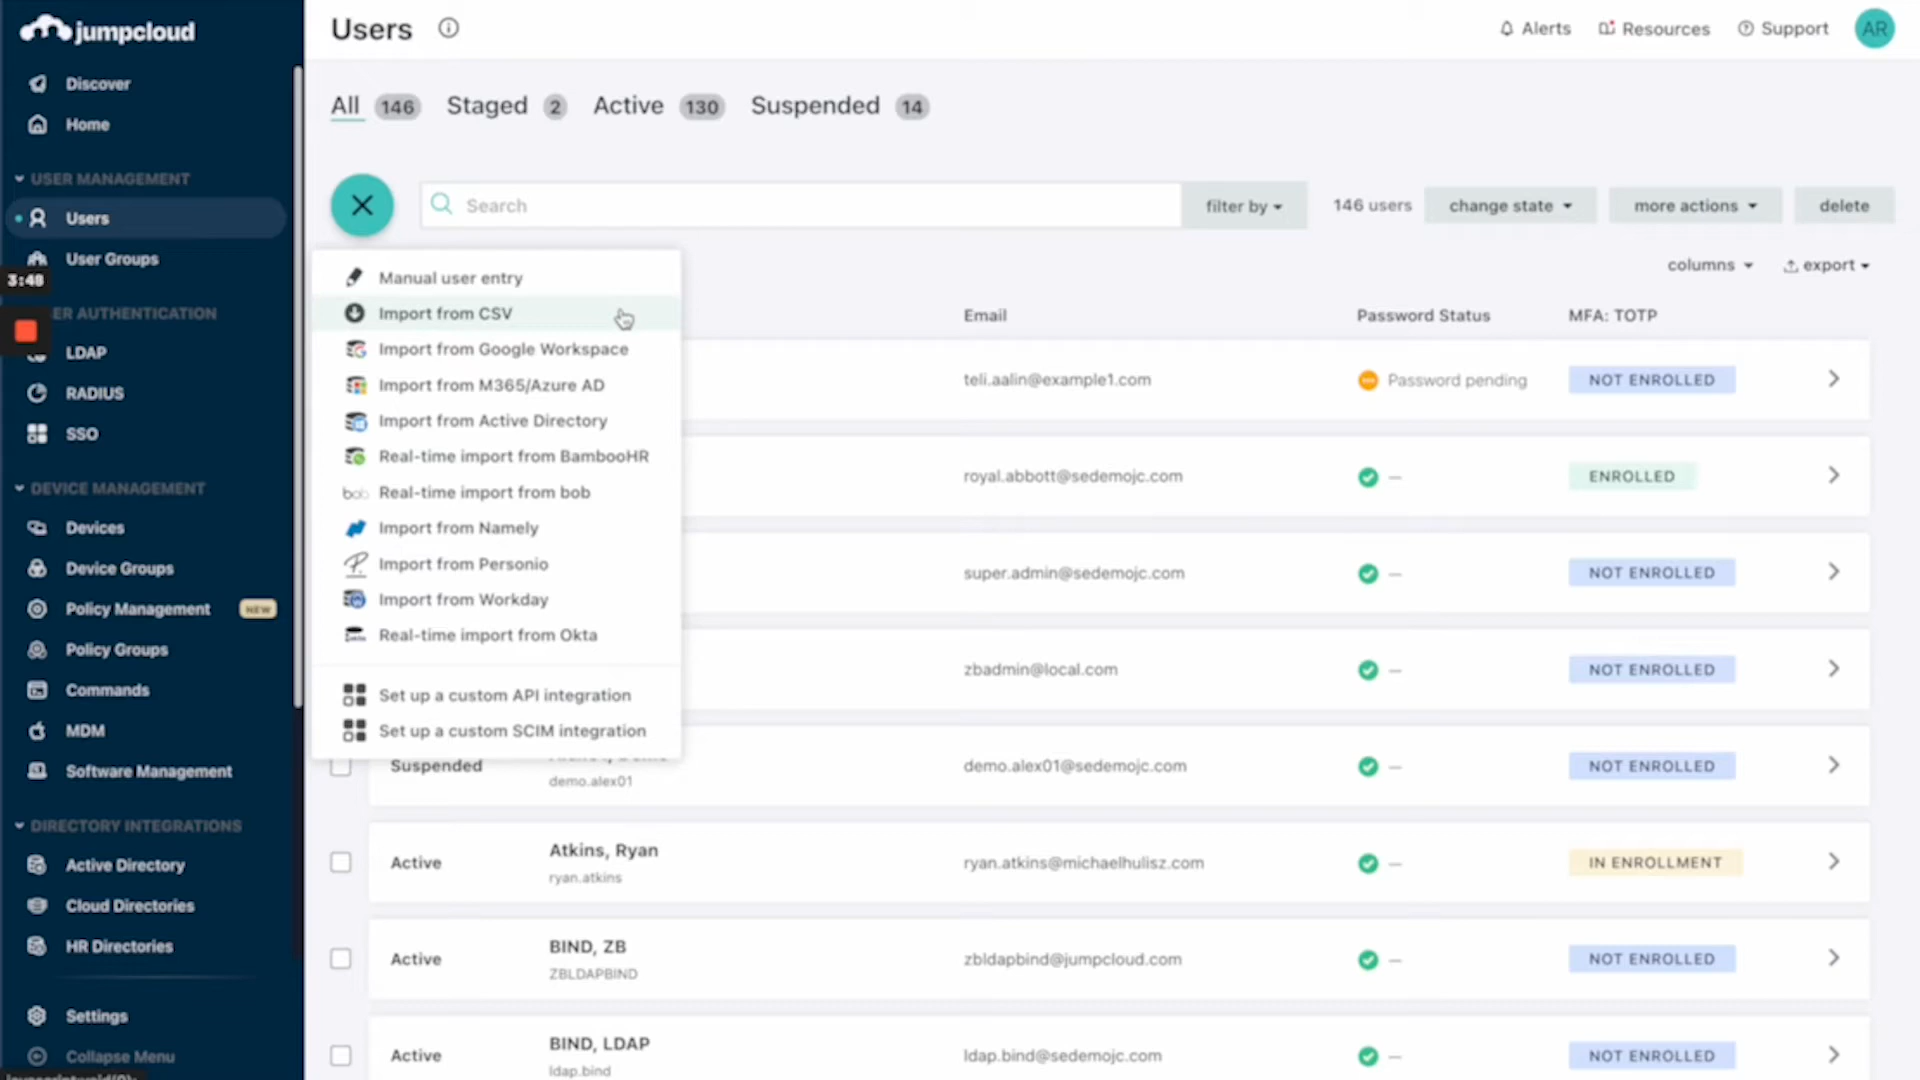 jumpcloud
Discover
Home
USER MANAGEMENT
Users
User Groups
3:48
ER AUTHENTICATION
LDAP
RADIUS
SSO
DEVICE MANAGEMENT
Devices
Device Groups
Policy Management NEW
Policy Groups
Commands
MDM
Software Management
DIRECTORY INTEGRATIONS
Active Directory
Cloud Directories
HR Directories
Settings
Collapse Menu
Users
Alerts Resources Support AR
All 146 Staged 2 Active 130 Suspended 14
Search filter by 146 users change state more actions delete
columns export
Manual user entry
Import from CSV
Import from Google Workspace
Import from M365/Azure AD
Import from Active Directory
Real-time import from BambooHR
bob Real-time import from bob
Import from Namely
Import from Personio
Import from Workday
Real-time import from Okta
Set up a custom API integration
Set up a custom SCIM integration
Email Password Status MFA: TOTP
teli.aalin@example1.com Password pending NOT ENROLLED
royal.abbott@sedemojc.com – ENROLLED
super.admin@sedemojc.com – NOT ENROLLED
zbadmin@local.com – NOT ENROLLED
Suspended demo.alex01@sedemojc.com – NOT ENROLLED
demo.alex01
Atkins, Ryan
Active ryan.atkins@michaelhulisz.com – IN ENROLLMENT
ryan.atkins
BIND, ZB
Active zbldapbind@jumpcloud.com – NOT ENROLLED
ZBLDAPBIND
BIND, LDAP
Active ldap.bind@sedemojc.com – NOT ENROLLED
ldap.bind